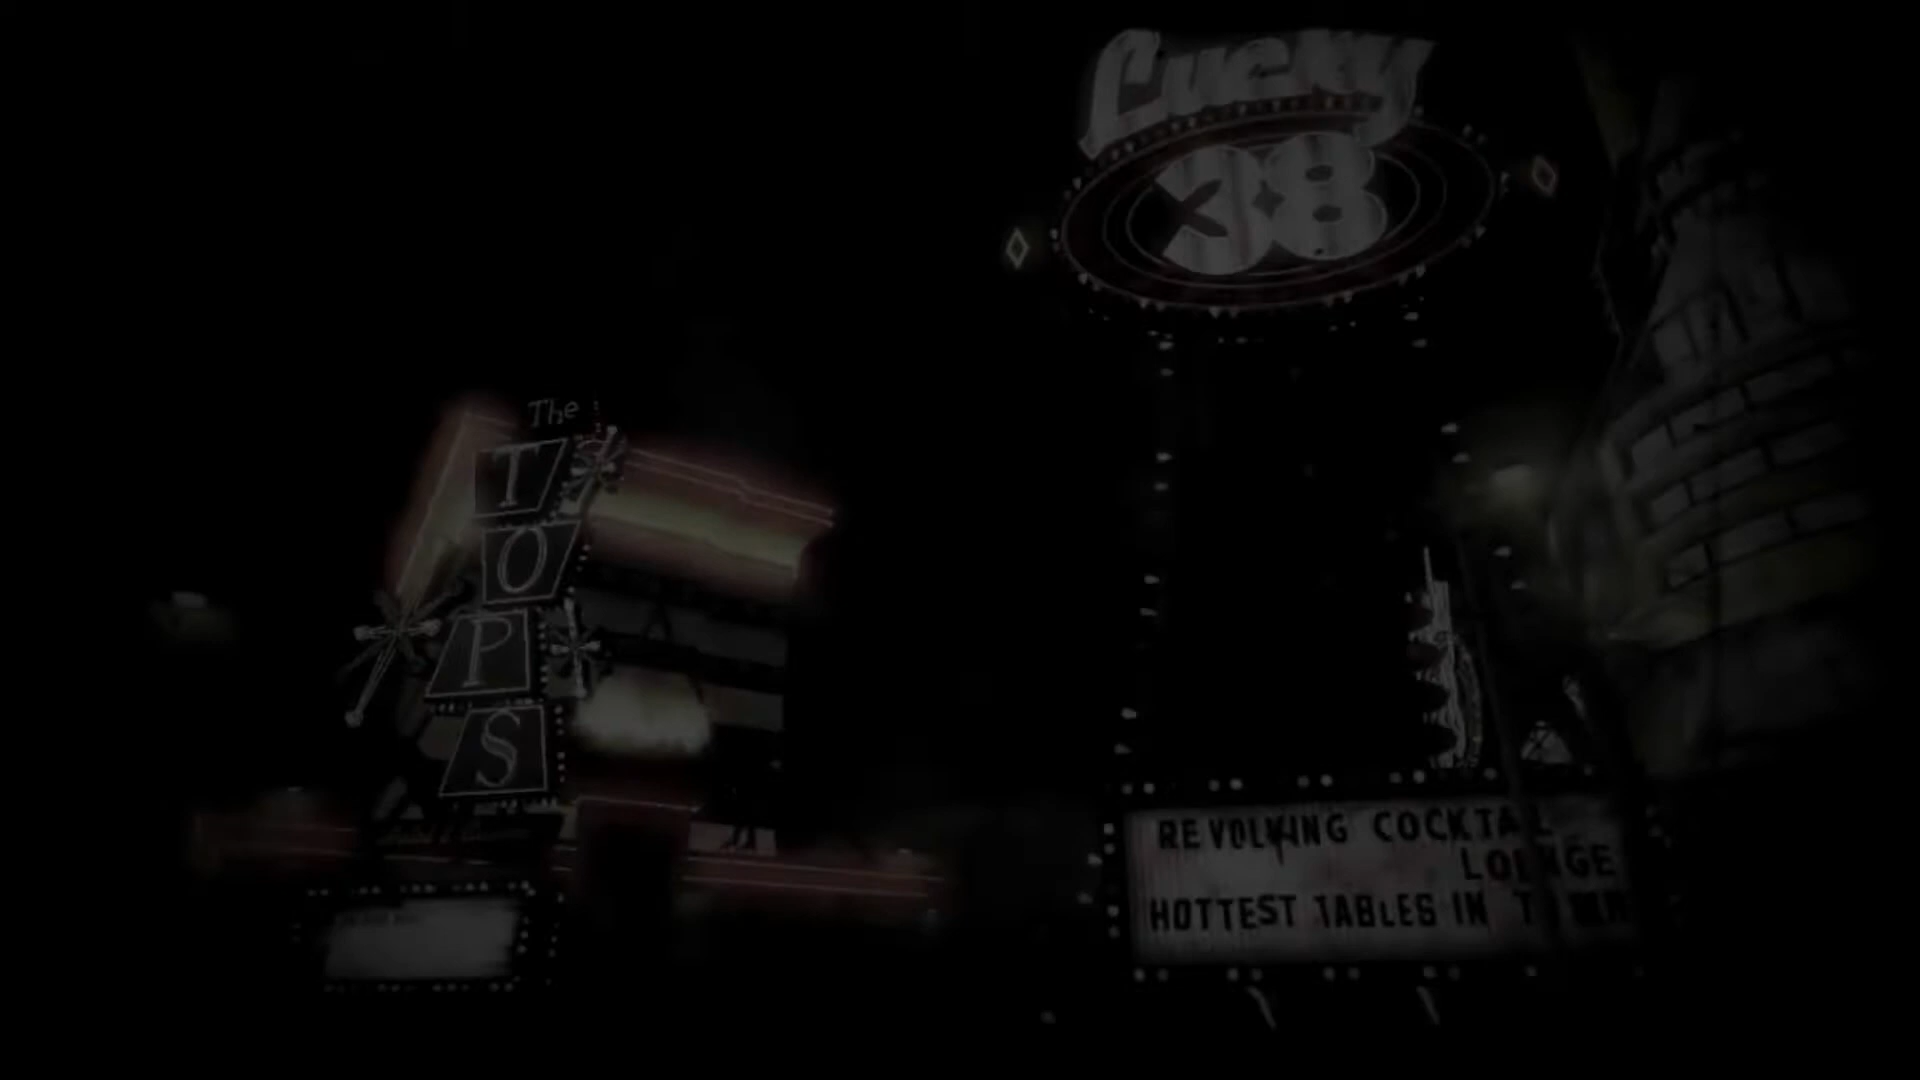 The
T
O
P
S
Lucky
38
REVOLVING COCKTAIL
LOUNGE
HOTTEST TABLES IN